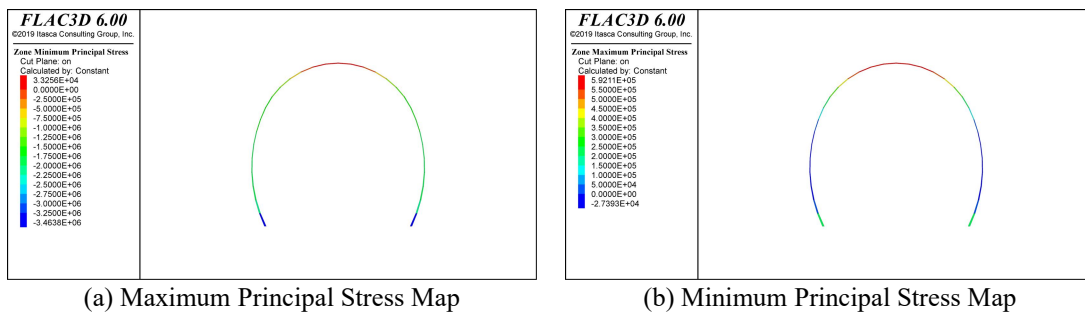 FLAC3D 6.00
©2019 Itasca Consulting Group, Inc.
Zone Minimum Principal Stress
Cut Plane: on
Calculated by: Constant
3.3256E+04
0.0000E+00
-2.5000E+05
-5.0000E+05
-7.5000E+05
-1.0000E+06
-1.2500E+06
-1.5000E+06
-1.7500E+06
-2.0000E+06
-2.2500E+06
-2.5000E+06
-2.7500E+06
-3.0000E+06
-3.2500E+06
-3.4638E+06
(a) Maximum Principal Stress Map
FLAC3D 6.00
©2019 Itasca Consulting Group, Inc.
Zone Maximum Principal Stress
Cut Plane: on
Calculated by: Constant
5.9211E+05
5.5000E+05
5.0000E+05
4.5000E+05
4.0000E+05
3.5000E+05
3.0000E+05
2.5000E+05
2.0000E+05
1.5000E+05
1.0000E+05
5.0000E+04
0.0000E+00
-2.7393E+04
(b) Minimum Principal Stress Map